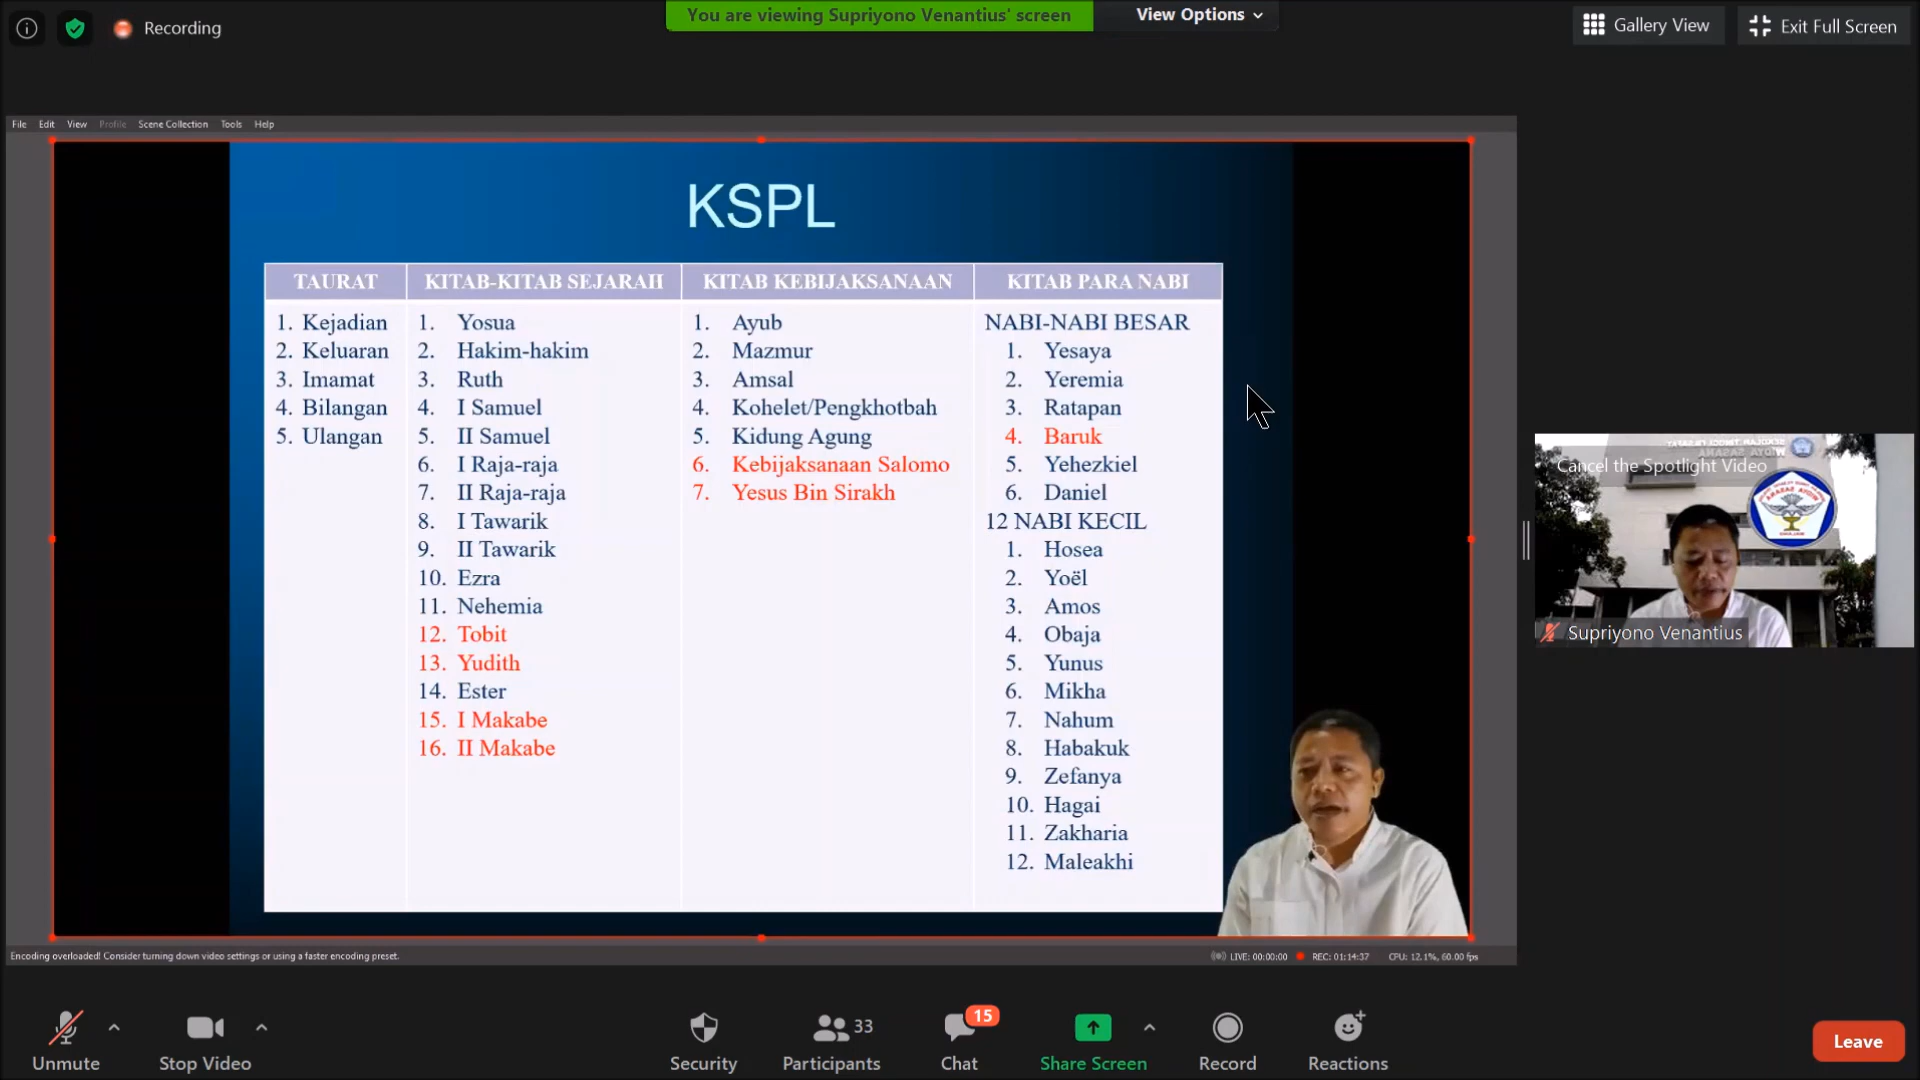 Recording
You are viewing Supriyono Venantius' screen
View Options
Gallery View
Exit Full Screen
File Edit View Profile Scene Collection Tools Help
KSPL
TAURAT
1. Kejadian
2. Keluaran
3. Imamat
4. Bilangan
5. Ulangan
KITAB-KITAB SEJARAH
1. Yosua
2. Hakim-hakim
3. Ruth
4. I Samuel
5. II Samuel
6. I Raja-raja
7. II Raja-raja
8. I Tawarik
9. II Tawarik
10. Ezra
11. Nehemia
12. Tobit
13. Yudith
14. Ester
15. I Makabe
16. II Makabe
KITAB KEBIJAKSANAAN
1. Ayub
2. Mazmur
3. Amsal
4. Kohelet/Pengkhotbah
5. Kidung Agung
6. Kebijaksanaan Salomo
7. Yesus Bin Sirakh
KITAB PARA NABI
NABI-NABI BESAR
1. Yesaya
2. Yeremia
3. Ratapan
4. Baruk
5. Yehezkiel
6. Daniel
12 NABI KECIL
1. Hosea
2. Yoël
3. Amos
4. Obaja
5. Yunus
6. Mikha
7. Nahum
8. Habakuk
9. Zefanya
10. Hagai
11. Zakharia
12. Maleakhi
Cancel the Spotlight Video
Supriyono Venantius
Encoding overloaded! Consider turning down video settings or using a faster encoding preset.
LIVE: 00:00:00
REC: 01:14:37
CPU: 12.1%, 60.00 fps
Unmute
Stop Video
Security
33
Participants
15
Chat
Share Screen
Record
Reactions
Leave